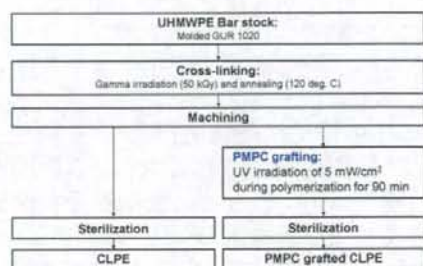 UHMWPE Bar stock:
Molded GUR 1020
Cross-linking:
Gamma irradiation (50 kGy) and annealing (120 deg. C)
Machining
PMPC grafting:
UV irradiation of 5 mW/cm²
during polymerization for 90 min
Sterilization
Sterilization
CLPE
PMPC grafted CLPE